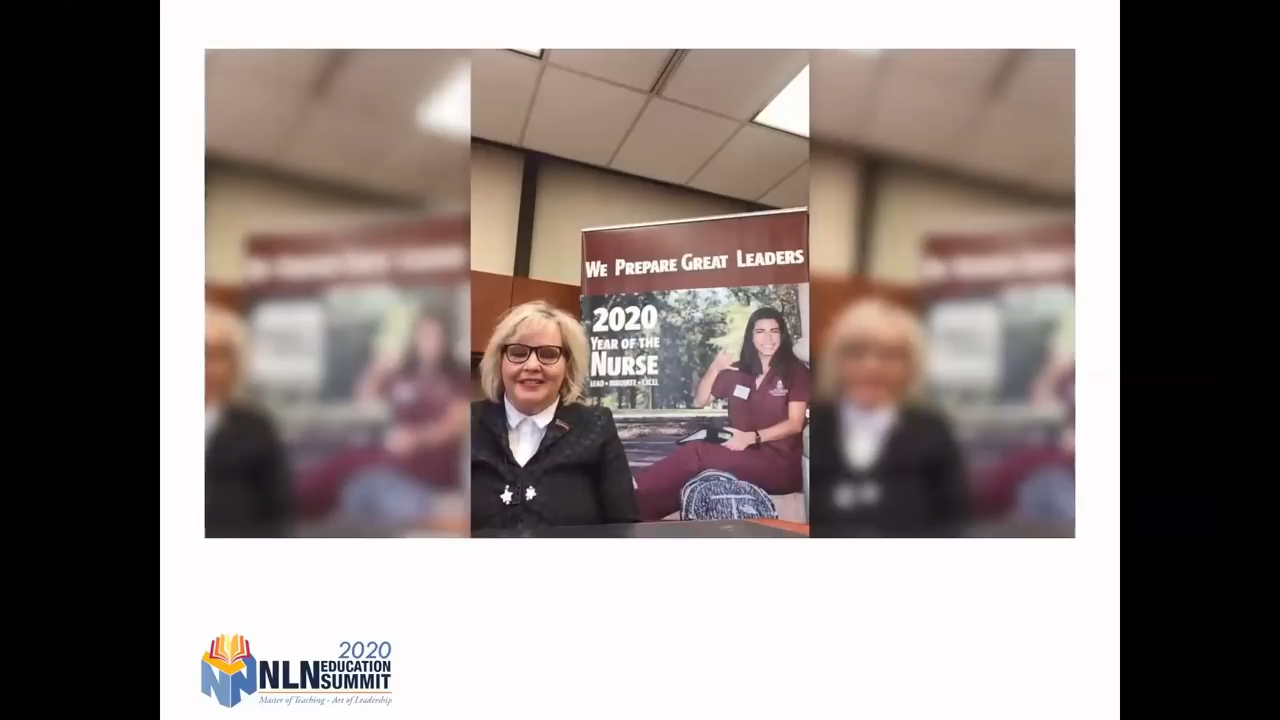 WE PREPARE GREAT LEADERS
2020
YEAR OF THE
NURSE
LEAD • INNOVATE • EXCEL
2020
NLN EDUCATION
SUMMIT
Master of Teaching - Art of Leadership